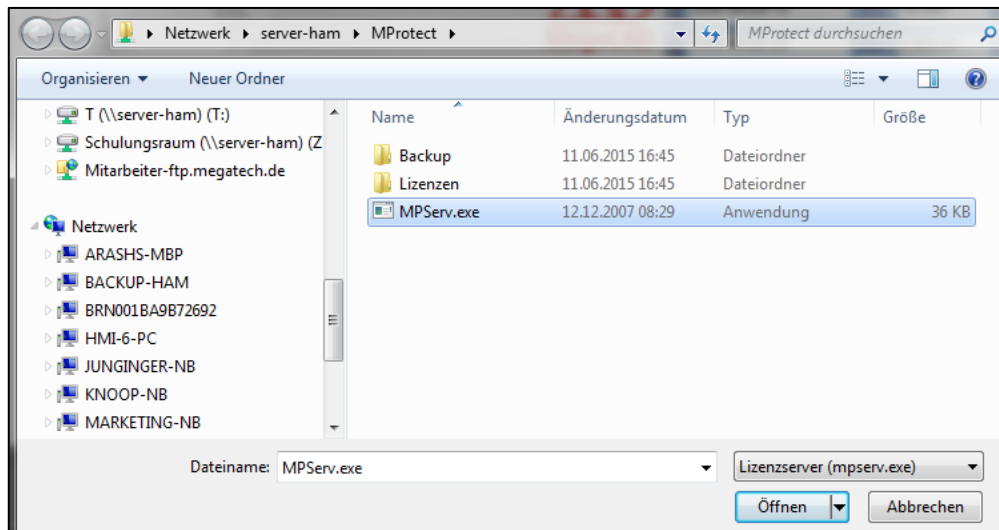 Netzwerk ▸ server-ham ▸ MProtect ▸ MProtect durchsuchen
Organisieren Neuer Ordner
T (\\server-ham) (T:)
Schulungsraum (\\server-ham) (Z
Mitarbeiter-ftp.megatech.de
Netzwerk
ARASHS-MBP
BACKUP-HAM
BRN001BA9B72692
HMI-6-PC
JUNGINGER-NB
KNOOP-NB
MARKETING-NB
Name Änderungsdatum Typ Größe
Backup 11.06.2015 16:45 Dateiordner
Lizenzen 11.06.2015 16:45 Dateiordner
MPServ.exe 12.12.2007 08:29 Anwendung 36 KB
Dateiname: MPServ.exe Lizenzserver (mpserv.exe)
Öffnen Abbrechen